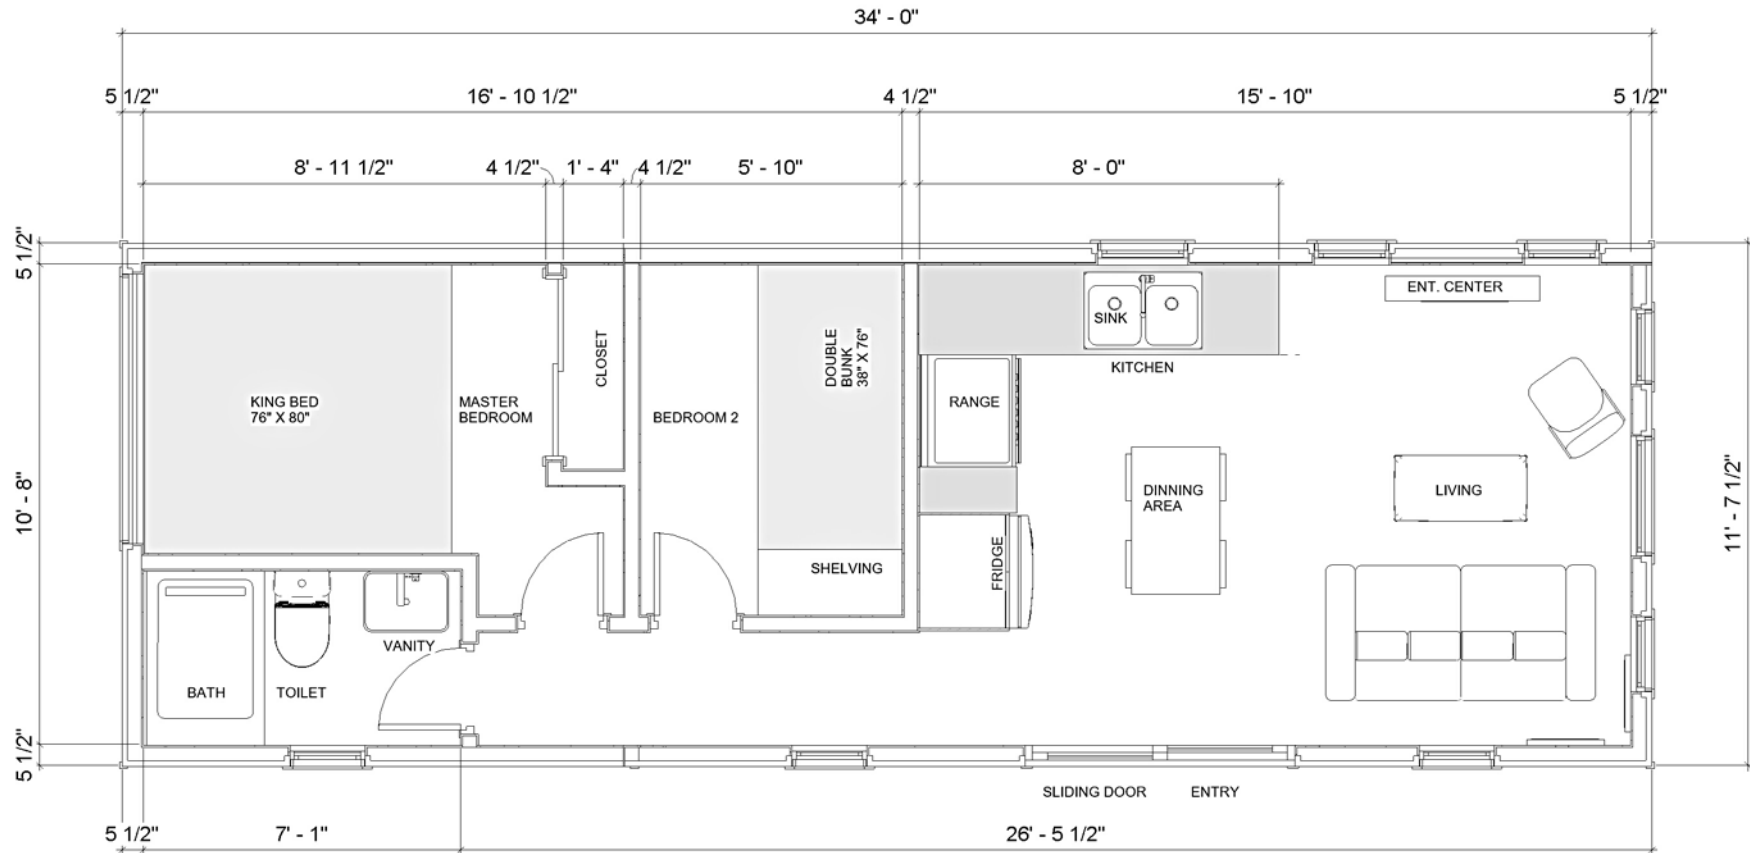 34' - 0"
5 1/2"
16' - 10 1/2"
4 1/2"
15' - 10"
5 1/2"
8' - 11 1/2"
4 1/2"
1' - 4"
4 1/2"
5' - 10"
8' - 0"
5 1/2"
10' - 8"
5 1/2"
11' - 7 1/2"
KING BED
76" X 80"
MASTER
BEDROOM
CLOSET
BEDROOM 2
DOUBLE
BUNK
38" X 76"
SHELVING
SINK
KITCHEN
RANGE
FRIDGE
DINNING
AREA
ENT. CENTER
LIVING
VANITY
BATH
TOILET
SLIDING DOOR
ENTRY
5 1/2"
7' - 1"
26' - 5 1/2"